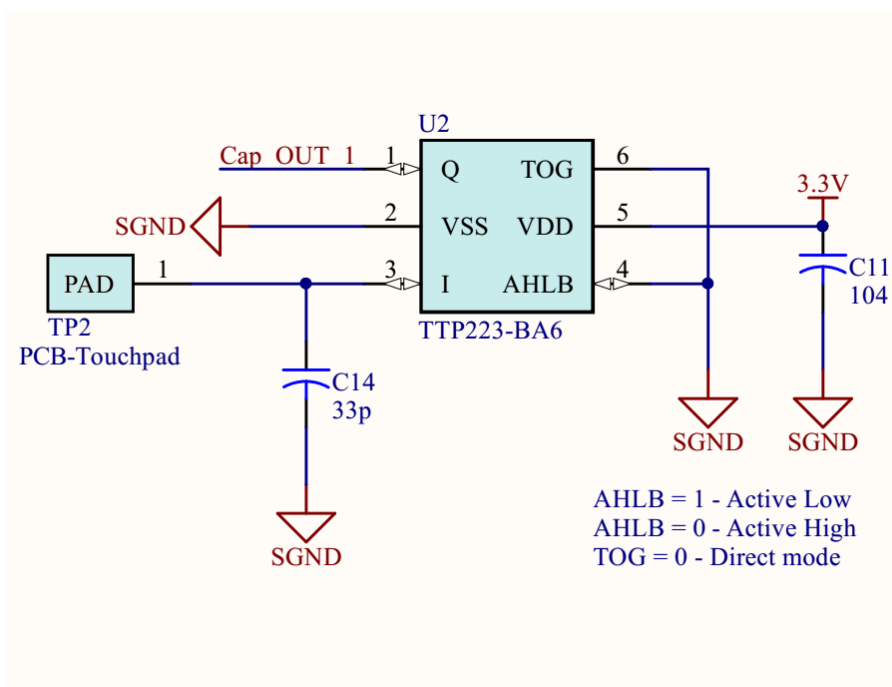 U2
Cap_OUT_1
1
Q
TOG
6
3.3V
SGND
2
VSS
VDD
5
PAD
1
3
I
AHLB
4
C11
104
TP2
PCB-Touchpad
TTP223-BA6
C14
33p
SGND
SGND
SGND
AHLB = 1 - Active Low
AHLB = 0 - Active High
TOG = 0 - Direct mode